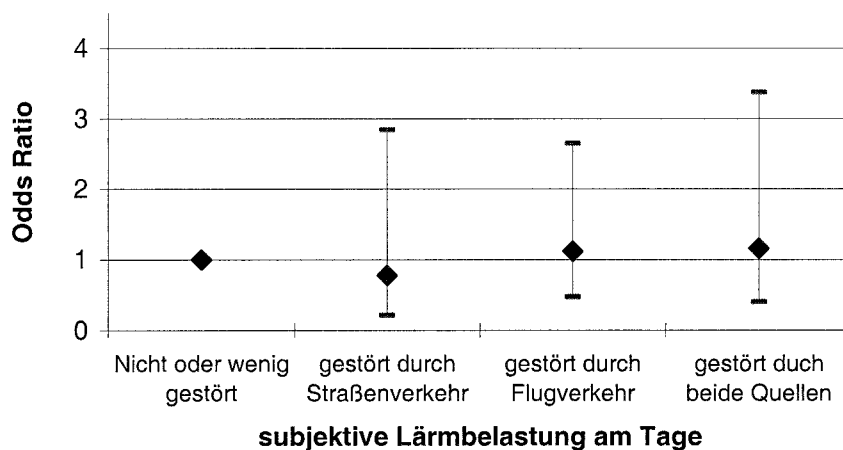 Odds Ratio
4
3
2
1
0
Nicht oder wenig
gestört
gestört durch
Straßenverkehr
gestört durch
Flugverkehr
gestört duch
beide Quellen
subjektive Lärmbelastung am Tage